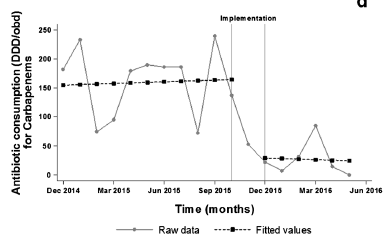 d
Implementation
Antibiotic consumption (DDD/obd)
for Carbapenems
250
200
150
100
50
0
Dec 2014
Mar 2015
Jun 2015
Sep 2015
Dec 2015
Mar 2016
Jun 2016
Time (months)
Raw data
Fitted values